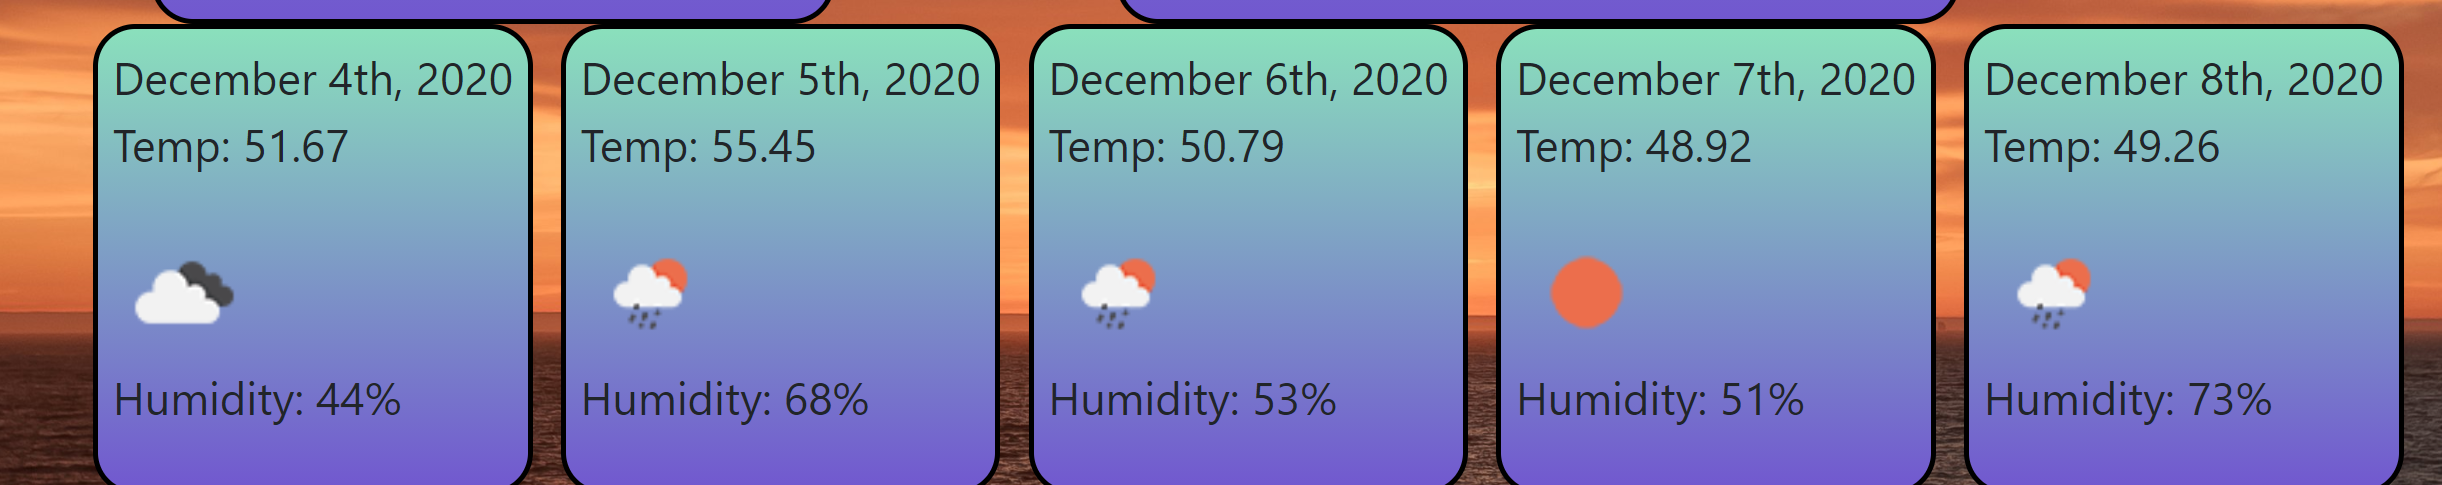 December 4th, 2020
Temp: 51.67
Humidity: 44%
December 5th, 2020
Temp: 55.45
Humidity: 68%
December 6th, 2020
Temp: 50.79
Humidity: 53%
December 7th, 2020
Temp: 48.92
Humidity: 51%
December 8th, 2020
Temp: 49.26
Humidity: 73%